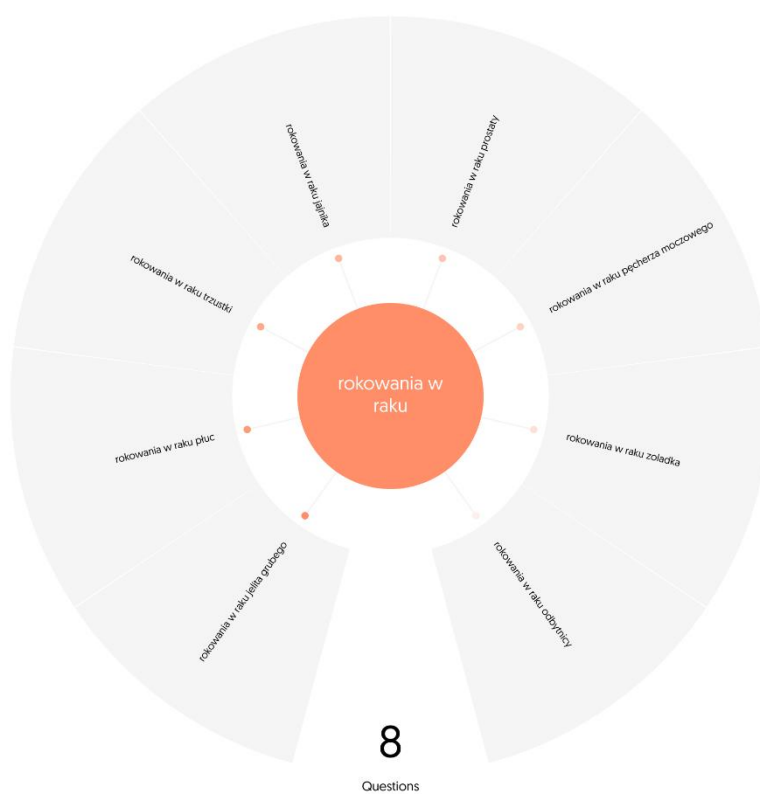 rokowania w raku jajnika
rokowania w raku prostaty
rokowania w raku trzustki
rokowania w raku pęcherza moczowego
rokowania w
raku
rokowania w raku płuc
rokowania w raku zoladka
rokowania w raku jelita grubego
rokowania w raku odbytnicy
8
Questions